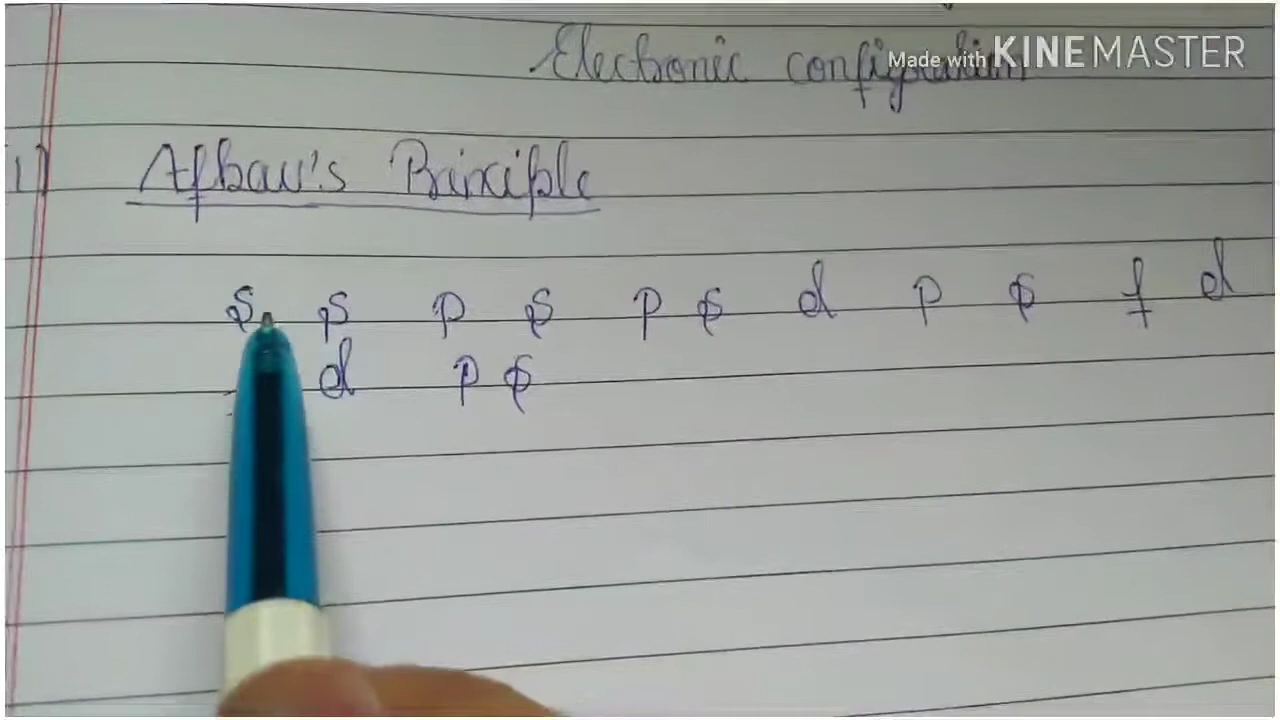 Electronic configuration
Made with KINEMASTER
1) Afbau's Principle
s s p s p s d p s f d
d p s